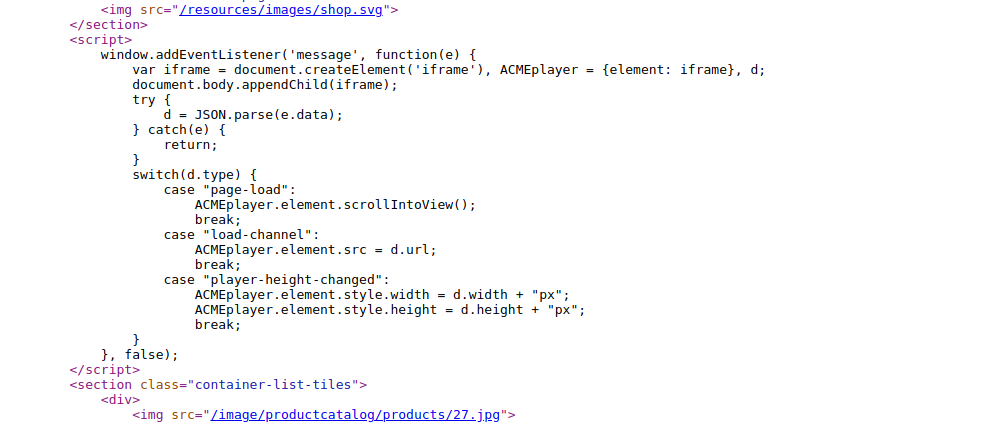 <img src="/resources/images/shop.svg">
</section>
<script>
window.addEventListener('message', function(e) {
var iframe = document.createElement('iframe'), ACMEplayer = {element: iframe}, d;
document.body.appendChild(iframe);
try {
d = JSON.parse(e.data);
} catch(e) {
return;
}
switch(d.type) {
case "page-load":
ACMEplayer.element.scrollIntoView();
break;
case "load-channel":
ACMEplayer.element.src = d.url;
break;
case "player-height-changed":
ACMEplayer.element.style.width = d.width + "px";
ACMEplayer.element.style.height = d.height + "px";
break;
}
}, false);
</script>
<section class="container-list-tiles">
<div>
<img src="/image/productcatalog/products/27.jpg">